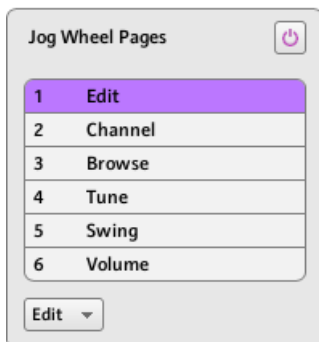 Jog Wheel Pages
1 Edit
2 Channel
3 Browse
4 Tune
5 Swing
6 Volume
Edit